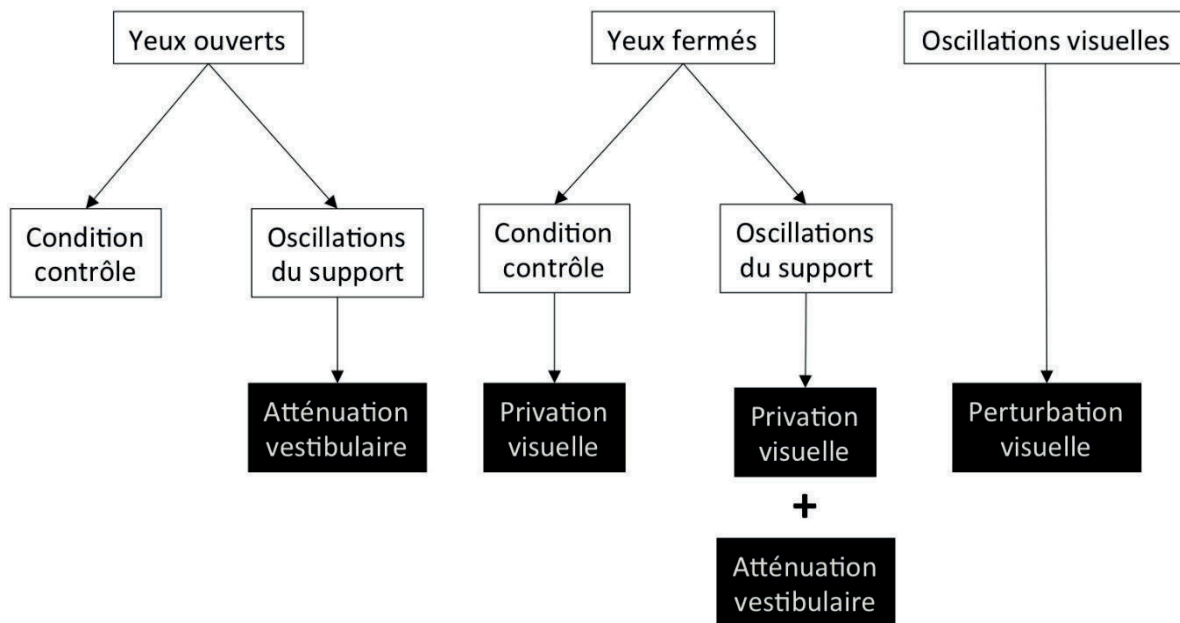 Yeux ouverts
Yeux fermés
Oscillations visuelles
Condition
contrôle
Oscillations
du support
Condition
contrôle
Oscillations
du support
Atténuation
vestibulaire
Privation
visuelle
Privation
visuelle
Perturbation
visuelle
+
Atténuation
vestibulaire